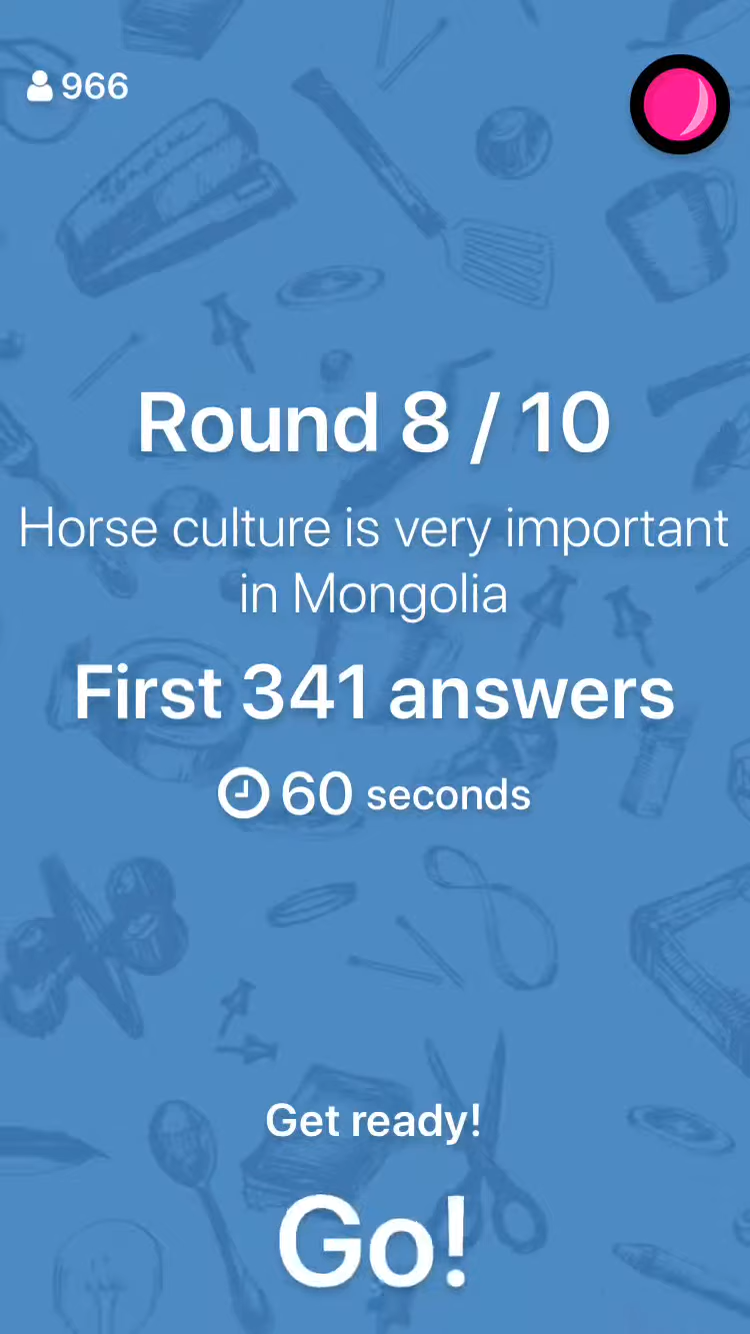 966
Round 8 / 10
Horse culture is very important
in Mongolia
First 341 answers
60 seconds
Get ready!
Go!